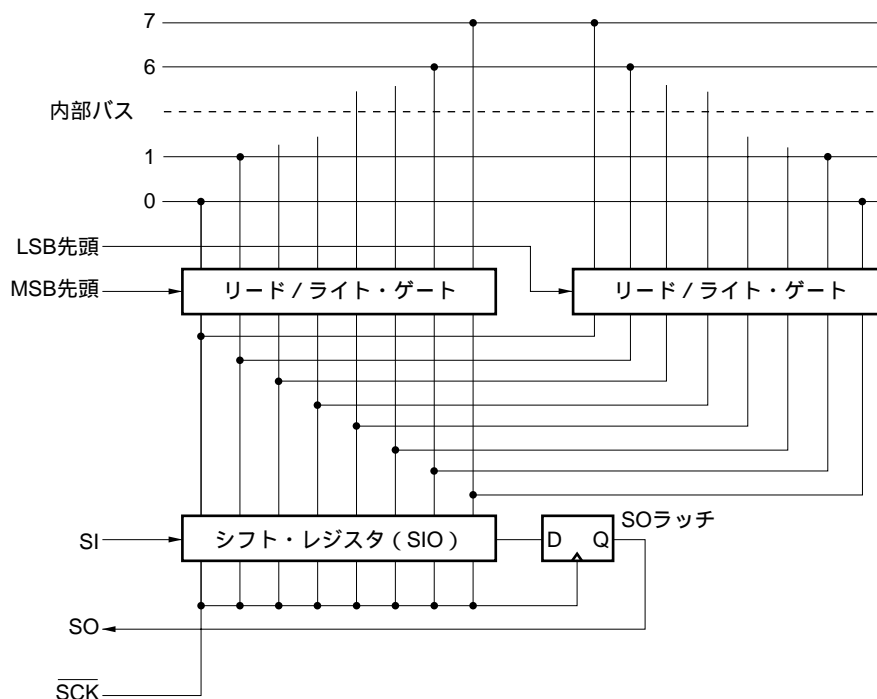 7
6
内部バス
1
0
LSB先頭
MSB先頭
リード／ライト・ゲート
リード／ライト・ゲート
SOラッチ
SI
シフト・レジスタ（SIO）
D Q
SO
SCK